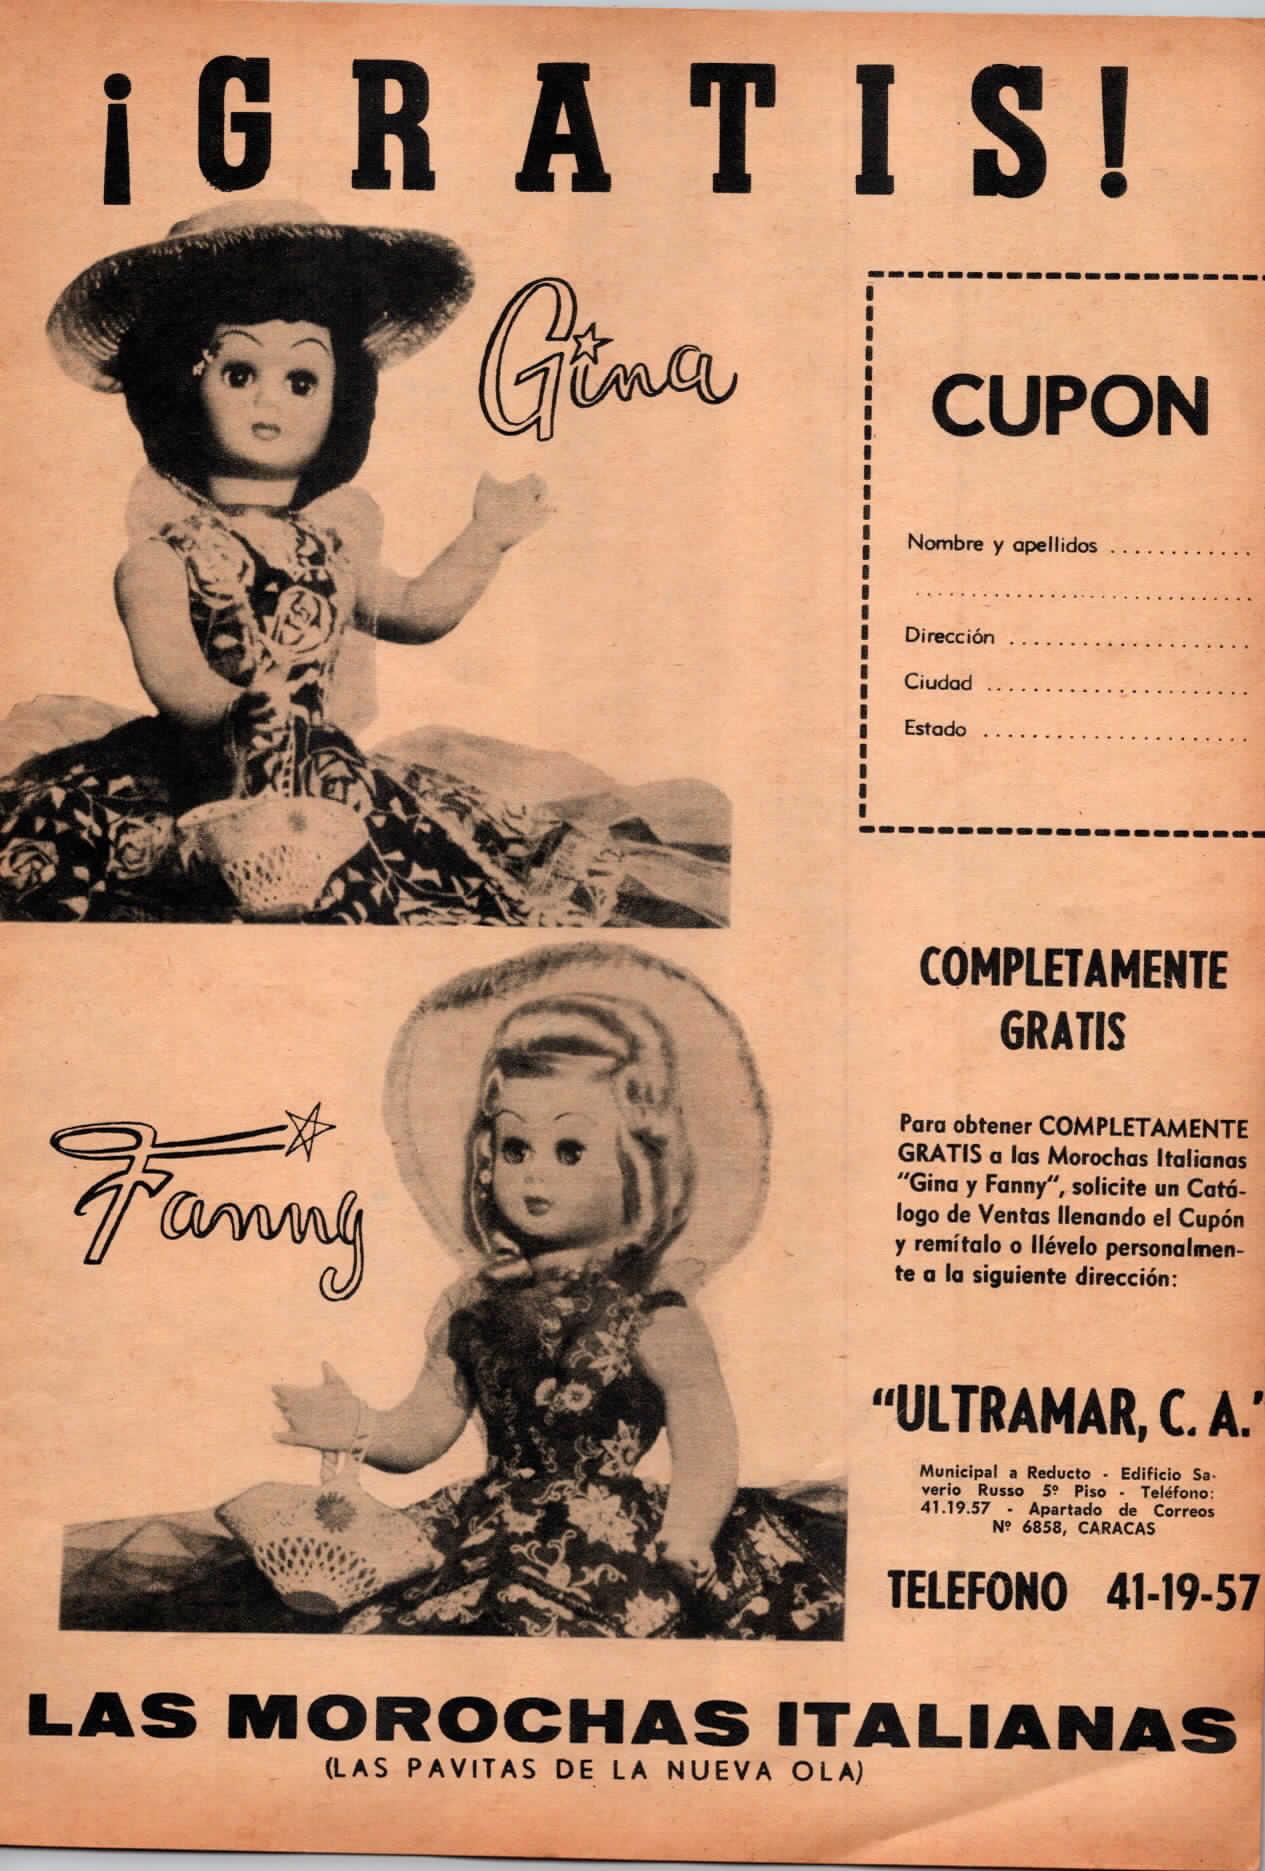 ¡GRATIS!
Gina
CUPON
Nombre y apellidos ............
..............................
Dirección .....................
Ciudad .......................
Estado .......................
COMPLETAMENTE
GRATIS
Para obtener COMPLETAMENTE
GRATIS a las Morochas Italianas
"Gina y Fanny", solicite un Catá-
logo de Ventas llenando el Cupón
y remítalo o llévelo personalmen-
te a la siguiente dirección:
Fanny
"ULTRAMAR, C. A."
Municipal a Reducto - Edificio Sa-
verio Russo 5º Piso - Teléfono:
41.19.57 - Apartado de Correos
Nº 6858, CARACAS
TELEFONO 41-19-57
LAS MOROCHAS ITALIANAS
(LAS PAVITAS DE LA NUEVA OLA)